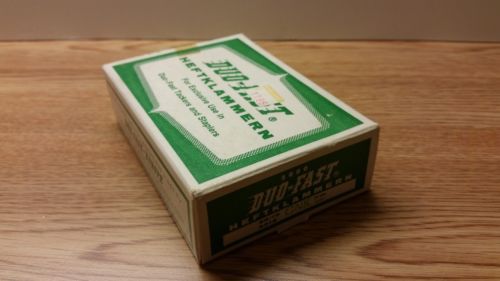 DUO-FAST®
HEFTKLAMMERN
For Exclusive Use in
Duo-Fast Tackers and Staplers
DUO-FAST®
HEFTKLAMMERN